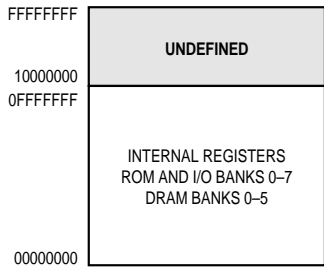 FFFFFFFF
UNDEFINED
10000000
0FFFFFFF
INTERNAL REGISTERS
ROM AND I/O BANKS 0–7
DRAM BANKS 0–5
00000000